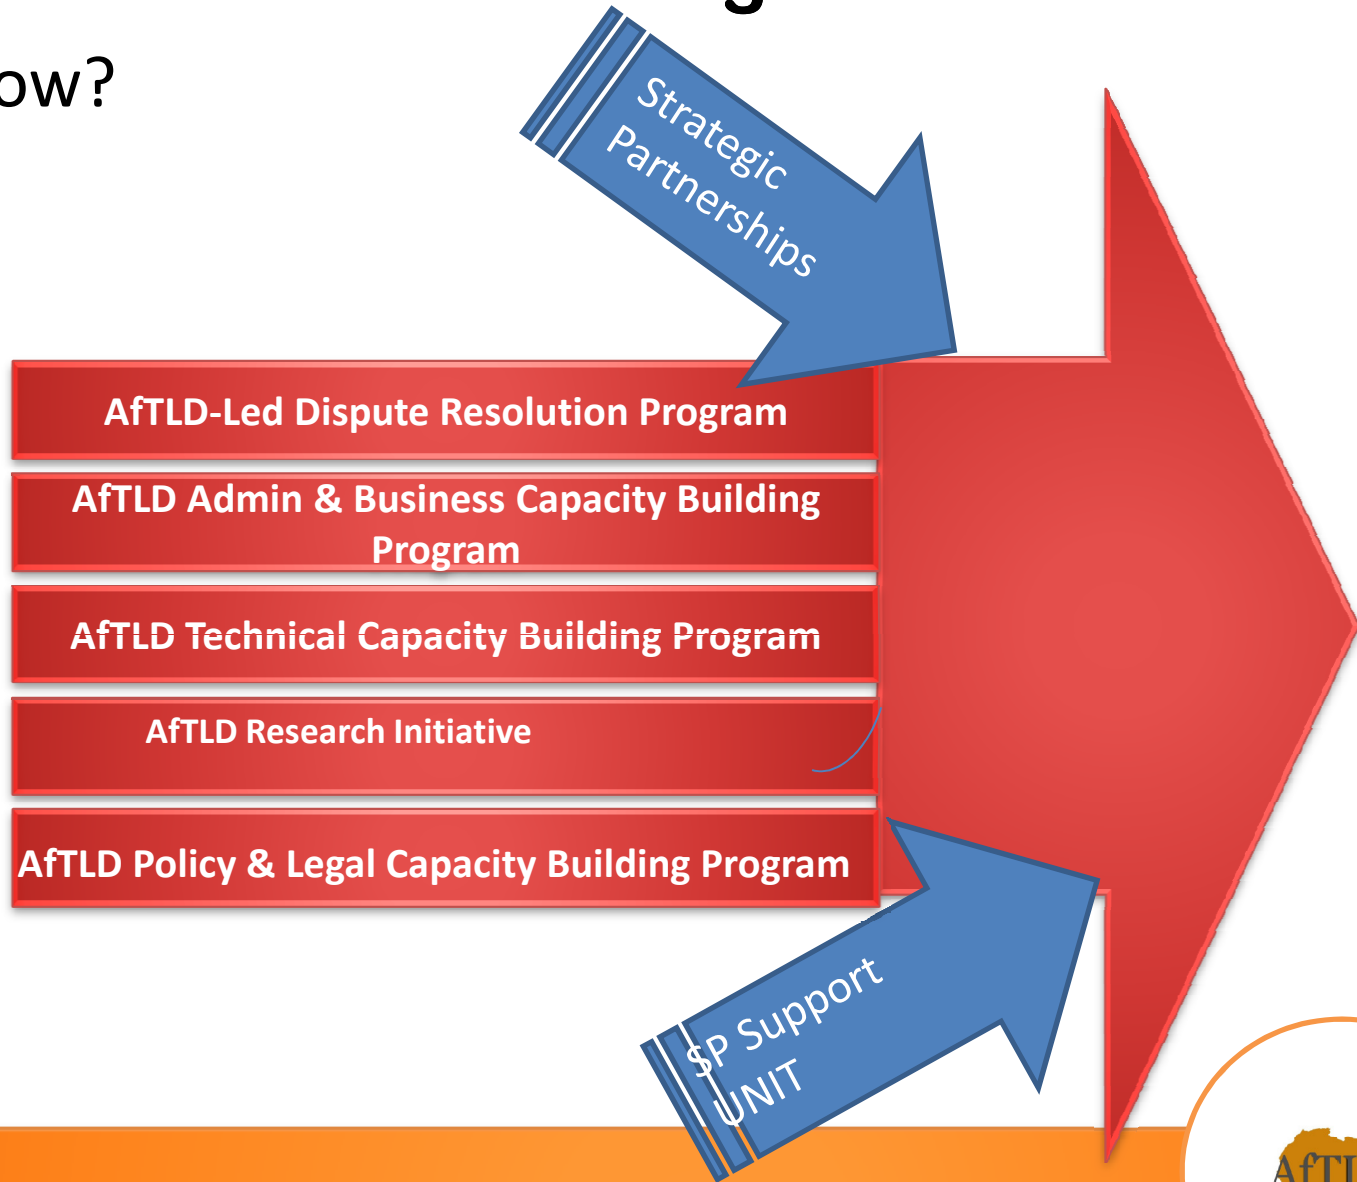 ow?
Strategic
Partnerships
AfTLD-Led Dispute Resolution Program
AfTLD Admin & Business Capacity Building
Program
AfTLD Technical Capacity Building Program
AfTLD Research Initiative
AfTLD Policy & Legal Capacity Building Program
SP Support
UNIT